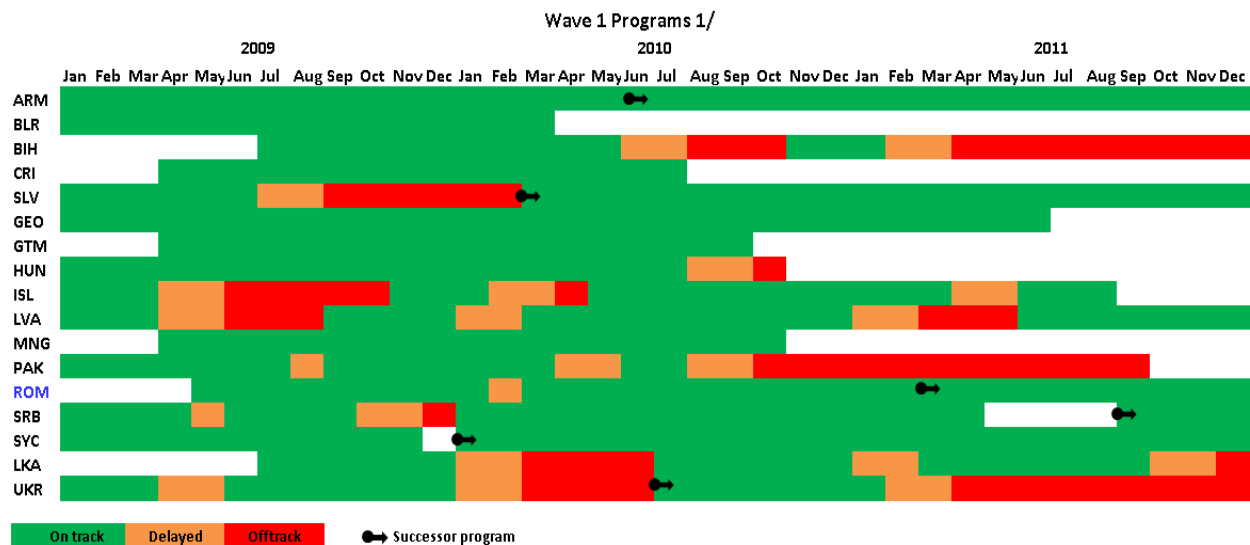 Wave 1 Programs 1/
2009 2010 2011
Jan Feb Mar Apr May Jun Jul Aug Sep Oct Nov Dec Jan Feb Mar Apr May Jun Jul Aug Sep Oct Nov Dec Jan Feb Mar Apr May Jun Jul Aug Sep Oct Nov Dec
ARM
BLR
BIH
CRI
SLV
GEO
GTM
HUN
ISL
LVA
MNG
PAK
ROM
SRB
SYC
LKA
UKR
On track Delayed Offtrack Successor program